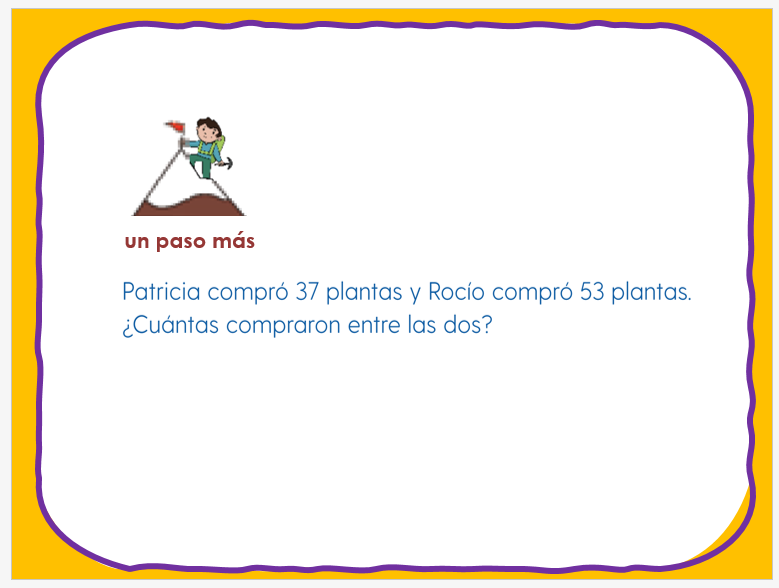 un paso más
Patricia compró 37 plantas y Rocío compró 53 plantas.
¿Cuántas compraron entre las dos?